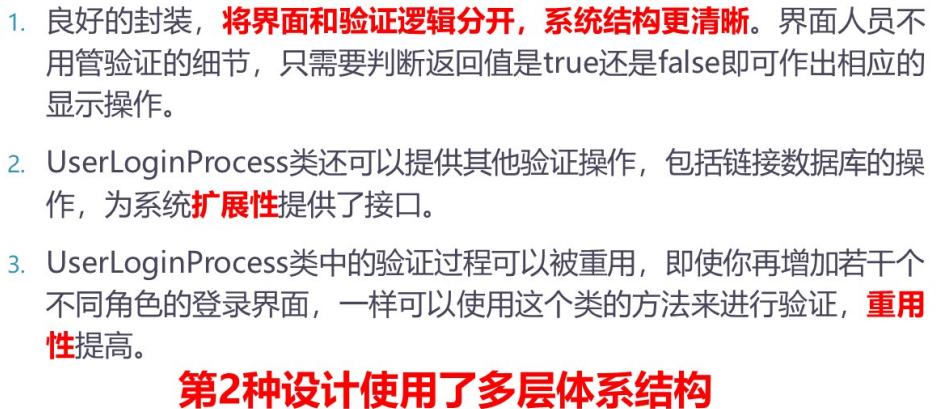 1. 良好的封装，将界面和验证逻辑分开，系统结构更清晰。界面人员不
用管验证的细节，只需要判断返回值是true还是false即可作出相应的
显示操作。
2. UserLoginProcess类还可以提供其他验证操作，包括链接数据库的操
作，为系统扩展性提供了接口。
3. UserLoginProcess类中的验证过程可以被重用，即使你再增加若干个
不同角色的登录界面，一样可以使用这个类的方法来进行验证，重用
性提高。
第2种设计使用了多层体系结构